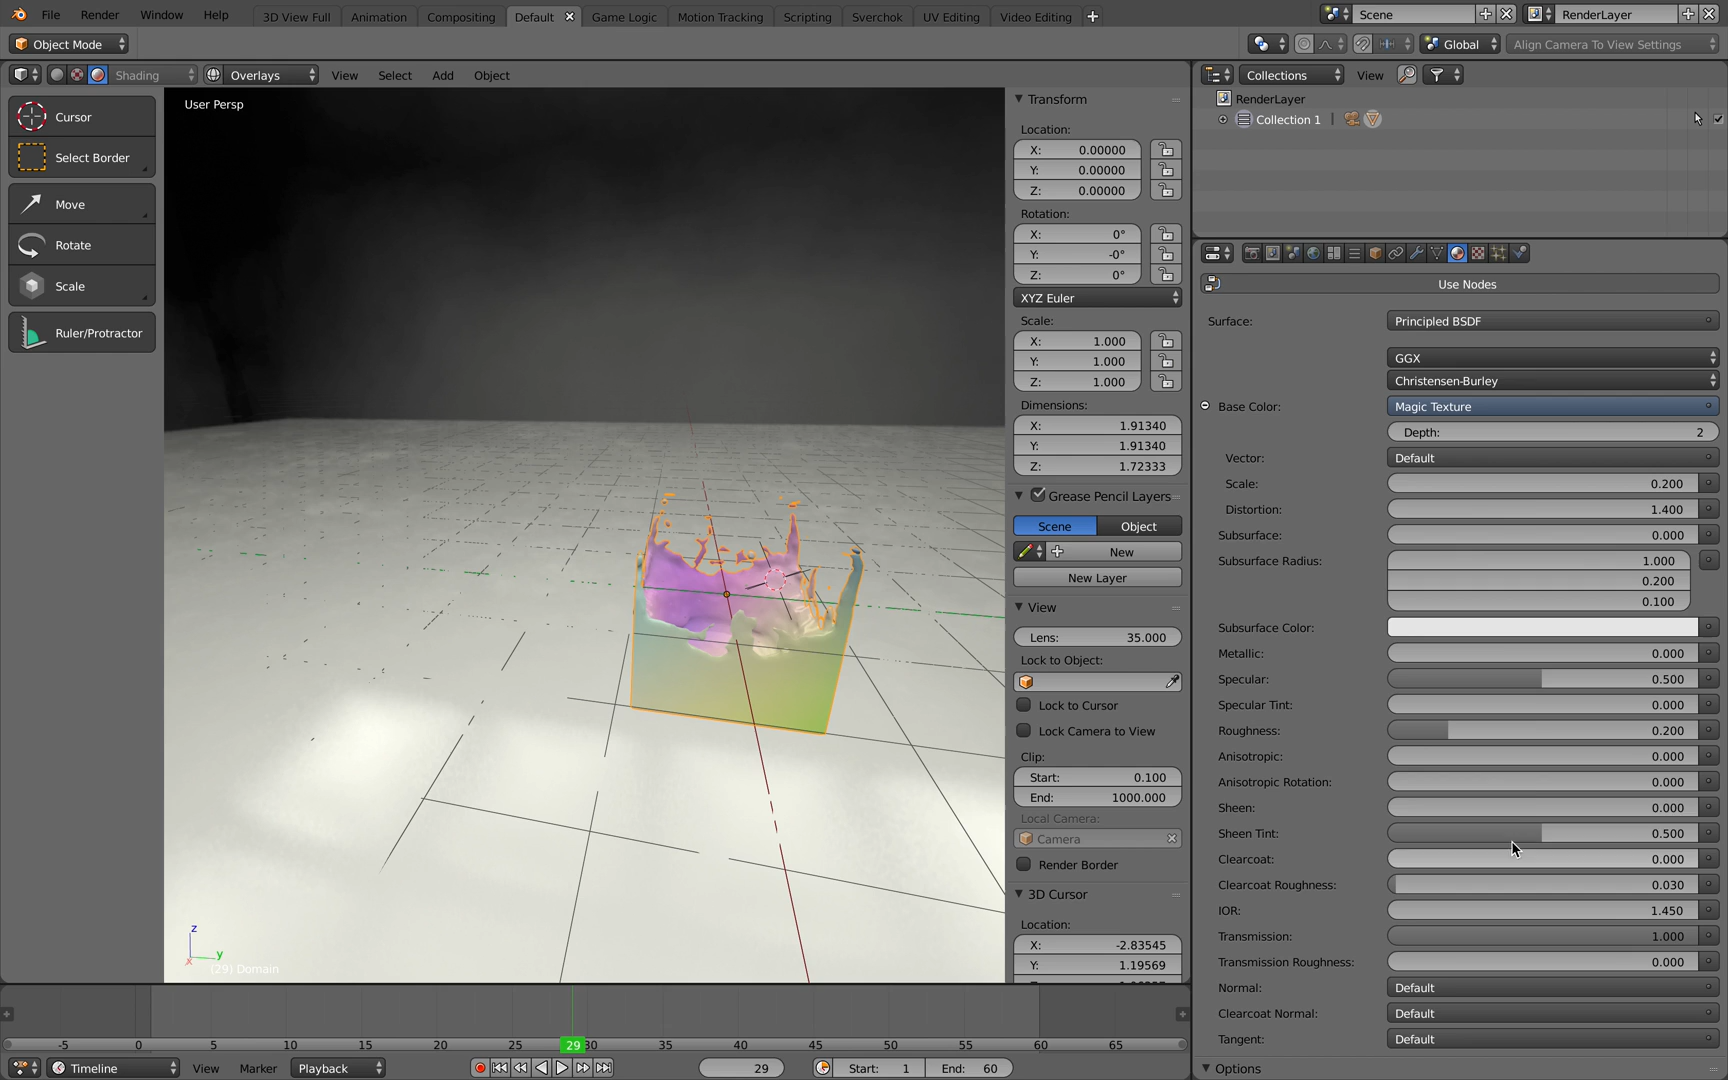 File Render Window Help 3D View Full Animation Compositing Default Game Logic Motion Tracking Scripting Sverchok UV Editing Video Editing Scene RenderLayer
Object Mode Global Align Camera To View Settings
Shading Overlays View Select Add Object
Collections View
User Persp
Cursor
Select Border
Move
Rotate
Scale
Ruler/Protractor
(29) Domain
z
y
x
Transform
Location:
X: 0.00000
Y: 0.00000
Z: 0.00000
Rotation:
X: 0°
Y: -0°
Z: 0°
XYZ Euler
Scale:
X: 1.000
Y: 1.000
Z: 1.000
Dimensions:
X: 1.91340
Y: 1.91340
Z: 1.72333
Grease Pencil Layers
Scene Object
New
New Layer
View
Lens: 35.000
Lock to Object:
Lock to Cursor
Lock Camera to View
Clip:
Start: 0.100
End: 1000.000
Local Camera:
Camera
Render Border
3D Cursor
Location:
X: -2.83545
Y: 1.19569
RenderLayer
Collection 1
Use Nodes
Surface: Principled BSDF
GGX
Christensen-Burley
Base Color: Magic Texture
Depth: 2
Vector: Default
Scale: 0.200
Distortion: 1.400
Subsurface: 0.000
Subsurface Radius: 1.000
0.200
0.100
Subsurface Color:
Metallic: 0.000
Specular: 0.500
Specular Tint: 0.000
Roughness: 0.200
Anisotropic: 0.000
Anisotropic Rotation: 0.000
Sheen: 0.000
Sheen Tint: 0.500
Clearcoat: 0.000
Clearcoat Roughness: 0.030
IOR: 1.450
Transmission: 1.000
Transmission Roughness: 0.000
Normal: Default
Clearcoat Normal: Default
Tangent: Default
Options
-5 0 5 10 15 20 25 29 30 35 40 45 50 55 60 65
Timeline View Marker Playback 29 Start: 1 End: 60